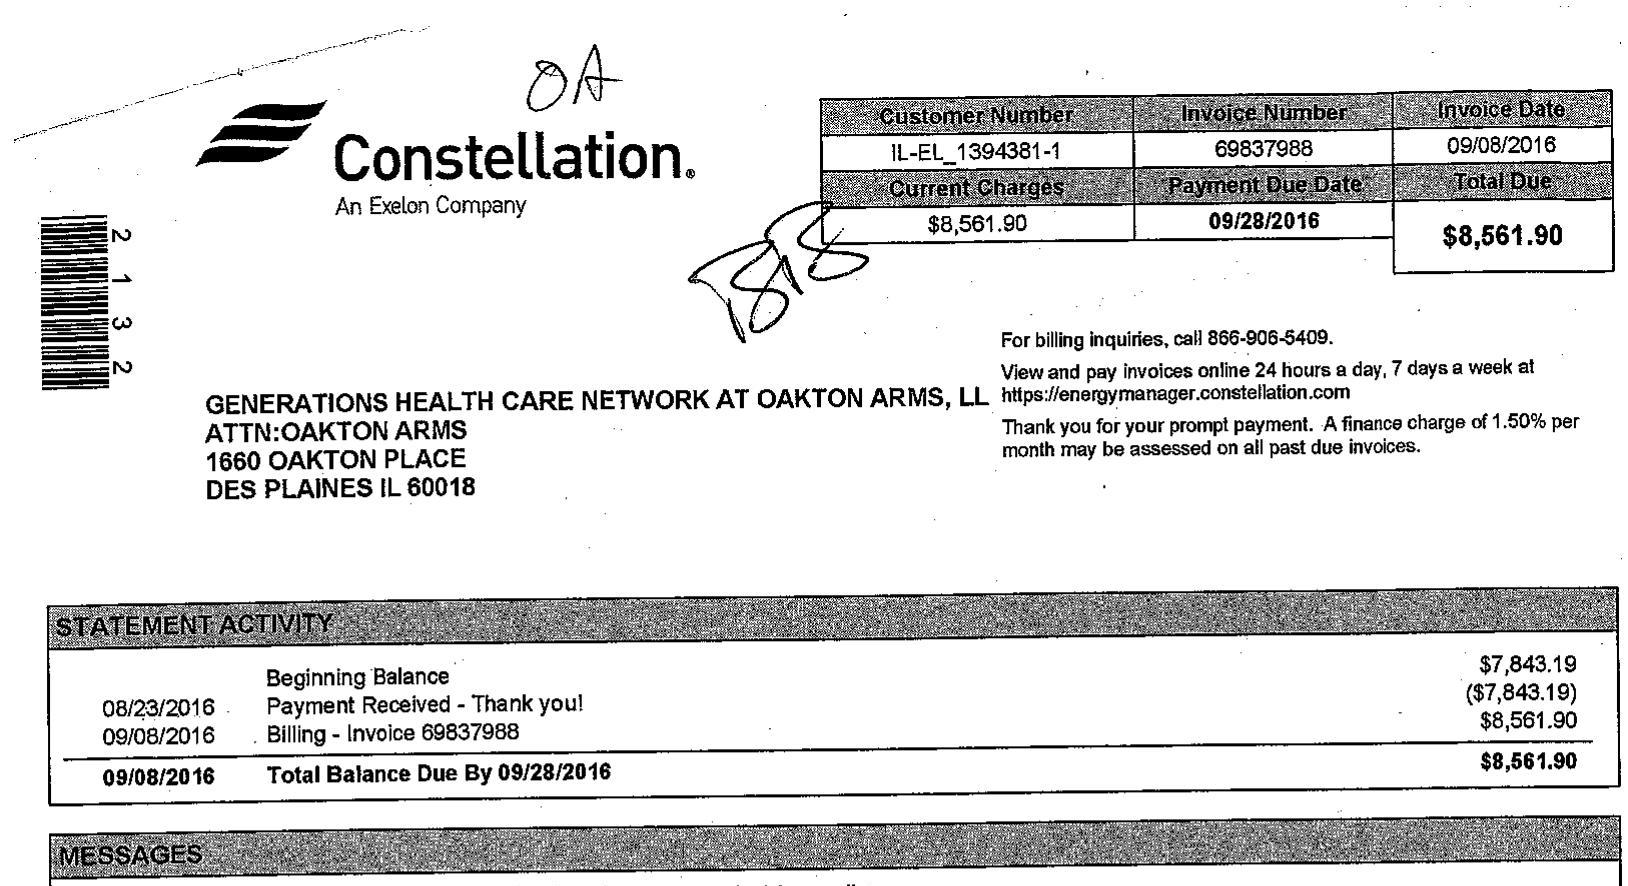 OA
Constellation®
An Exelon Company
Customer Number Invoice Number Invoice Date
IL-EL_1394381-1 69837988 09/08/2016
Current Charges Payment Due Date Total Due
$8,561.90 09/28/2016 $8,561.90
2132
For billing inquiries, call 866-906-5409.
View and pay invoices online 24 hours a day, 7 days a week at
https://energymanager.constellation.com
Thank you for your prompt payment. A finance charge of 1.50% per
month may be assessed on all past due invoices.
GENERATIONS HEALTH CARE NETWORK AT OAKTON ARMS, LL
ATTN:OAKTON ARMS
1660 OAKTON PLACE
DES PLAINES IL 60018
STATEMENT ACTIVITY
Beginning Balance $7,843.19
08/23/2016 Payment Received - Thank you! ($7,843.19)
09/08/2016 Billing - Invoice 69837988 $8,561.90
09/08/2016 Total Balance Due By 09/28/2016 $8,561.90
MESSAGES